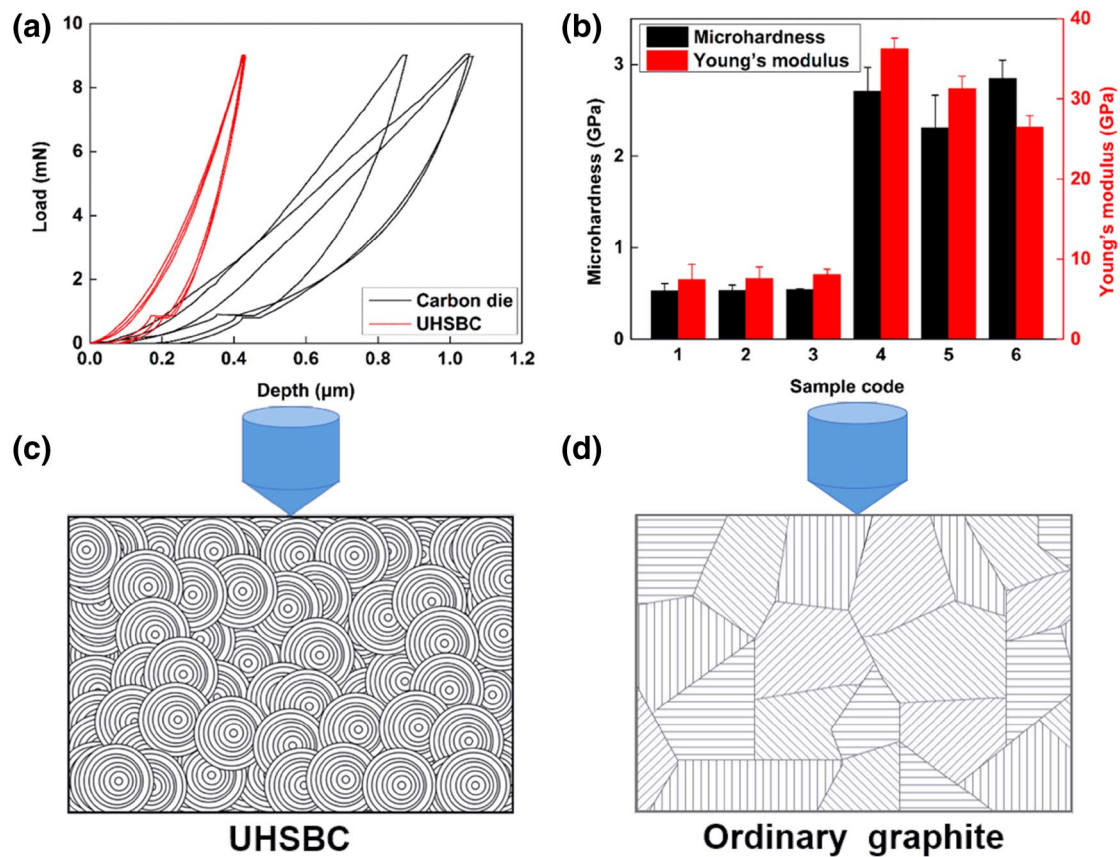 (a)
10
8
6
4
2
0
Load (mN)
Carbon die
UHSBC
0.0 0.2 0.4 0.6 0.8 1.0 1.2
Depth (μm)
(b)
Microhardness
Young's modulus
3
2
1
0
Microhardness (GPa)
40
30
20
10
0
Young's modulus (GPa)
1 2 3 4 5 6
Sample code
(c)
UHSBC
(d)
Ordinary graphite